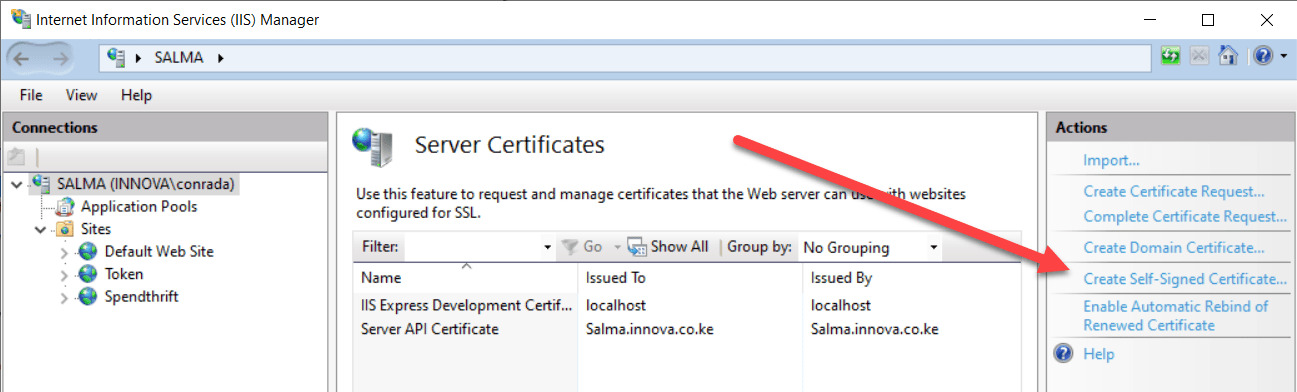 Internet Information Services (IIS) Manager
SALMA
File View Help
Connections
SALMA (INNOVA\conrada)
Application Pools
Sites
Default Web Site
Token
Spendthrift
Server Certificates
Use this feature to request and manage certificates that the Web server can use with websites
configured for SSL.
Filter: Go Show All Group by: No Grouping
Name Issued To Issued By
IIS Express Development Certif... localhost localhost
Server API Certificate Salma.innova.co.ke Salma.innova.co.ke
Actions
Import...
Create Certificate Request...
Complete Certificate Request...
Create Domain Certificate...
Create Self-Signed Certificate...
Enable Automatic Rebind of
Renewed Certificate
Help